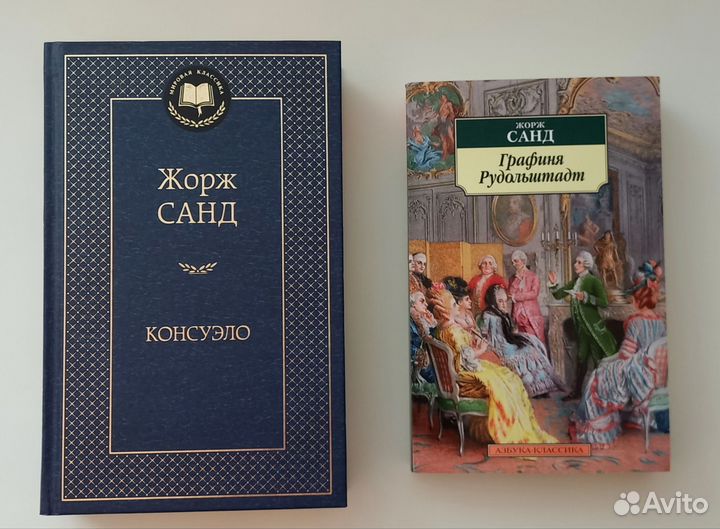 МИРОВАЯ КЛАССИКА
Жорж
САНД
КОНСУЭЛО
ЖОРЖ
САНД
Графиня
Рудольштадт
АЗБУКА-КЛАССИКА
Avito